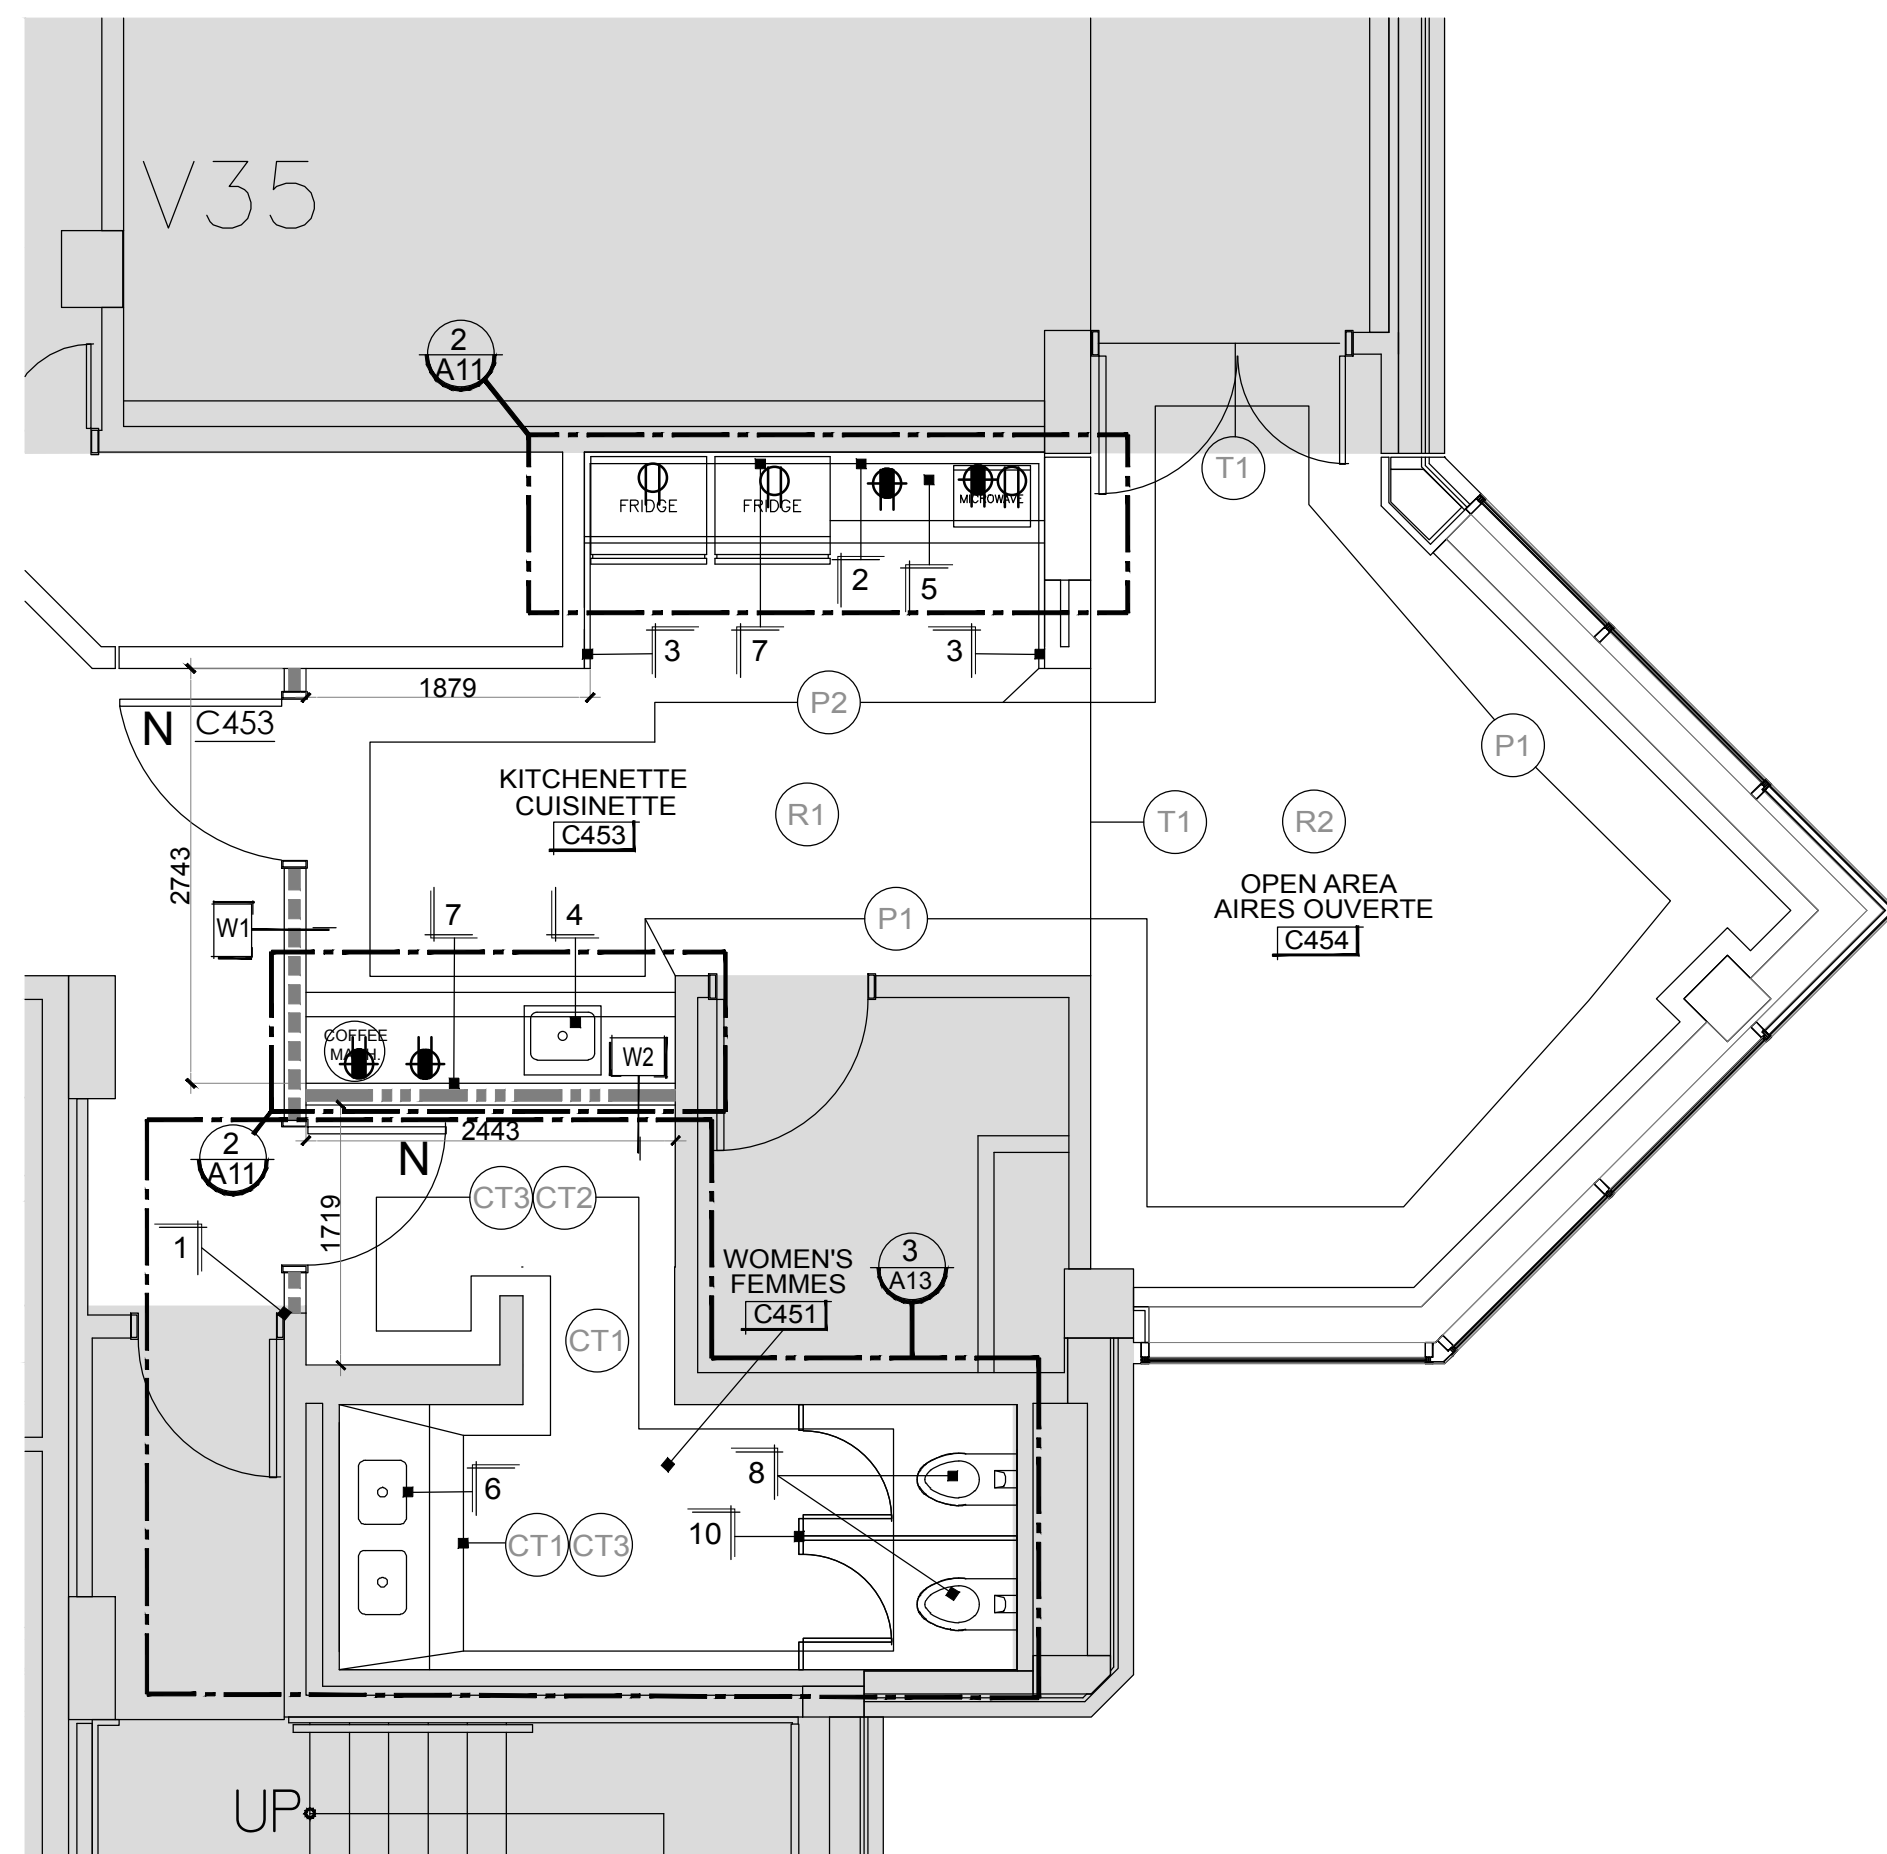 V35
2
A11
T1
FRIDGE
FRIDGE
MICROWAVE
2
5
3
7
3
1879
P2
N
C453
P1
KITCHENETTE
CUISINETTE
C453
R1
T1
R2
2743
OPEN AREA
AIRES OUVERTE
C454
W1
7
4
P1
COFFEE
MACH.
W2
2443
2
A11
N
CT3
CT2
1719
1
WOMEN'S
FEMMES
C451
3
A13
CT1
6
8
10
CT1
CT3
UP